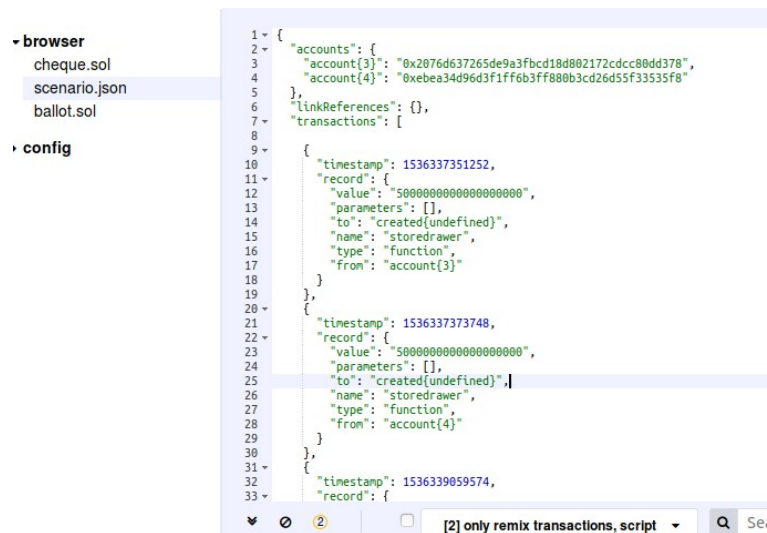 browser
cheque.sol
scenario.json
ballot.sol
config
1 {
2 "accounts": {
3 "account{3}": "0x2076d637265de9a3fbcd18d802172cdcc80dd378",
4 "account{4}": "0xebea34d96d3f1ff6b3ff880b3cd26d55f33535f8"
5 },
6 "linkReferences": {},
7 "transactions": [
8
9 {
10 "timestamp": 1536337351252,
11 "record": {
12 "value": "5000000000000000000",
13 "parameters": [],
14 "to": "created{undefined}",
15 "name": "storedrawer",
16 "type": "function",
17 "from": "account{3}"
18 }
19 },
20 {
21 "timestamp": 1536337373748,
22 "record": {
23 "value": "5000000000000000000",
24 "parameters": [],
25 "to": "created{undefined}",
26 "name": "storedrawer",
27 "type": "function",
28 "from": "account{4}"
29 }
30 },
31 {
32 "timestamp": 1536339059574,
33 "record": {
2 [2] only remix transactions, script Sea